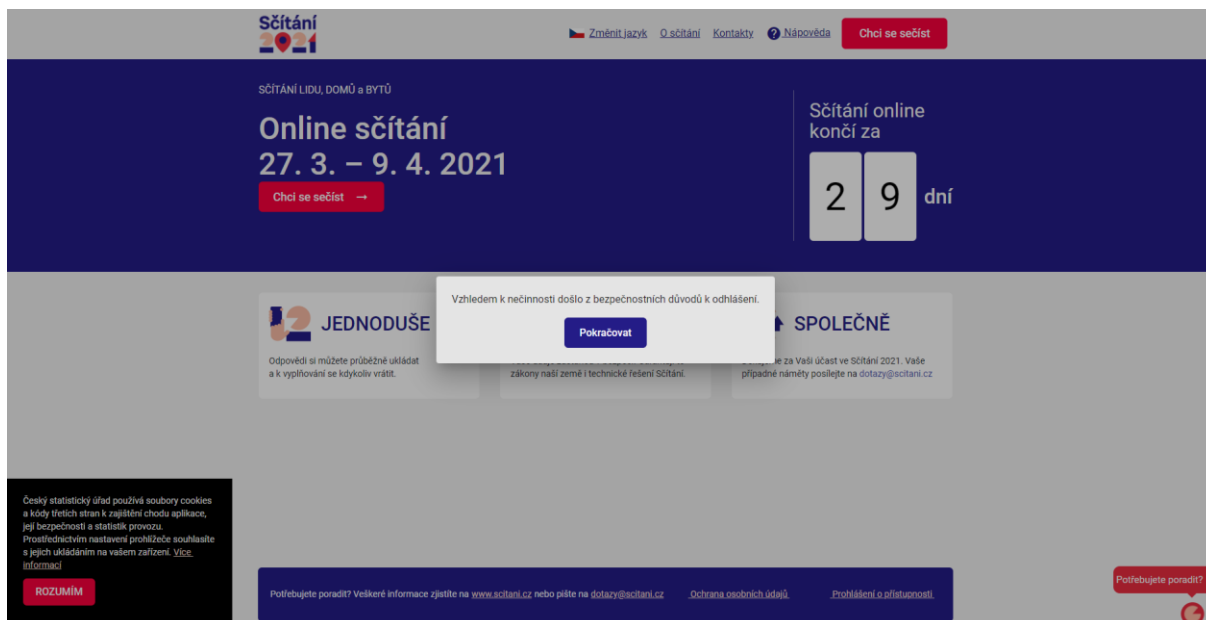 Sčítání
2021
Změnit jazyk O sčítání Kontakty ? Nápověda Chci se sečíst
SČÍTÁNÍ LIDU, DOMŮ a BYTŮ
Online sčítání
27. 3. – 9. 4. 2021
Chci se sečíst →
Sčítání online
končí za
2 9 dní
Vzhledem k nečinnosti došlo z bezpečnostních důvodů k odhlášení.
Pokračovat
JEDNODUŠE
Odpovědi si můžete průběžně ukládat
a k vyplňování se kdykoliv vrátit.
zákony naší země i technické řešení Sčítání.
SPOLEČNĚ
za Vaši účast ve Sčítání 2021. Vaše
případné náměty posílejte na dotazy@scitani.cz
Český statistický úřad používá soubory cookies
a kódy třetích stran k zajištění chodu aplikace,
její bezpečnosti a statistik provozu.
Prostřednictvím nastavení prohlížeče souhlasíte
s jejich ukládáním na vašem zařízení. Více
informací
ROZUMÍM
Potřebujete poradit? Veškeré informace zjistíte na www.scitani.cz nebo pište na dotazy@scitani.cz Ochrana osobních údajů Prohlášení o přístupnosti
Potřebujete poradit?